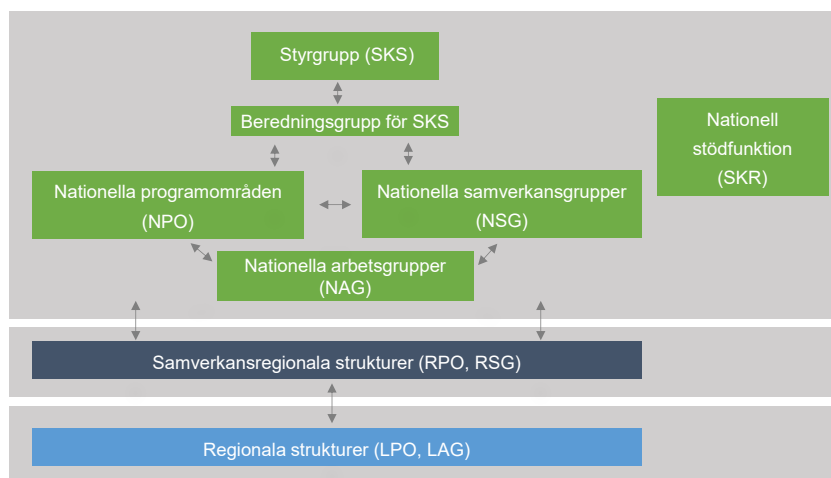 Styrgrupp (SKS)
Beredningsgrupp för SKS
Nationell
stödfunktion
(SKR)
Nationella programområden
(NPO)
Nationella samverkansgrupper
(NSG)
Nationella arbetsgrupper
(NAG)
Samverkansregionala strukturer (RPO, RSG)
Regionala strukturer (LPO, LAG)